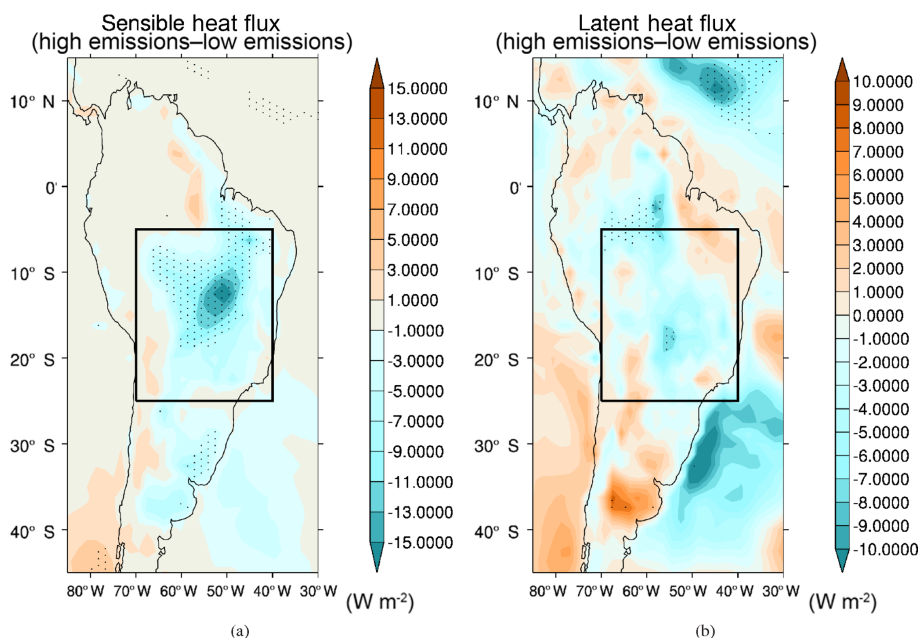 Sensible heat flux
(high emissions–low emissions)
15.0000
13.0000
11.0000
9.0000
7.0000
5.0000
3.0000
1.0000
-1.0000
-3.0000
-5.0000
-7.0000
-9.0000
-11.0000
-13.0000
-15.0000
10° N
0'
10° S
20° S
30° S
40° S
80° W 70° W 60° W 50° W 40° W 30° W
(W m-2)
(a)
Latent heat flux
(high emissions–low emissions)
10.0000
9.0000
8.0000
7.0000
6.0000
5.0000
4.0000
3.0000
2.0000
1.0000
0.0000
-1.0000
-2.0000
-3.0000
-4.0000
-5.0000
-6.0000
-7.0000
-8.0000
-9.0000
-10.0000
10° N
0'
10° S
20° S
30° S
40° S
80° W 70° W 60° W 50° W 40° W 30° W
(W m-2)
(b)